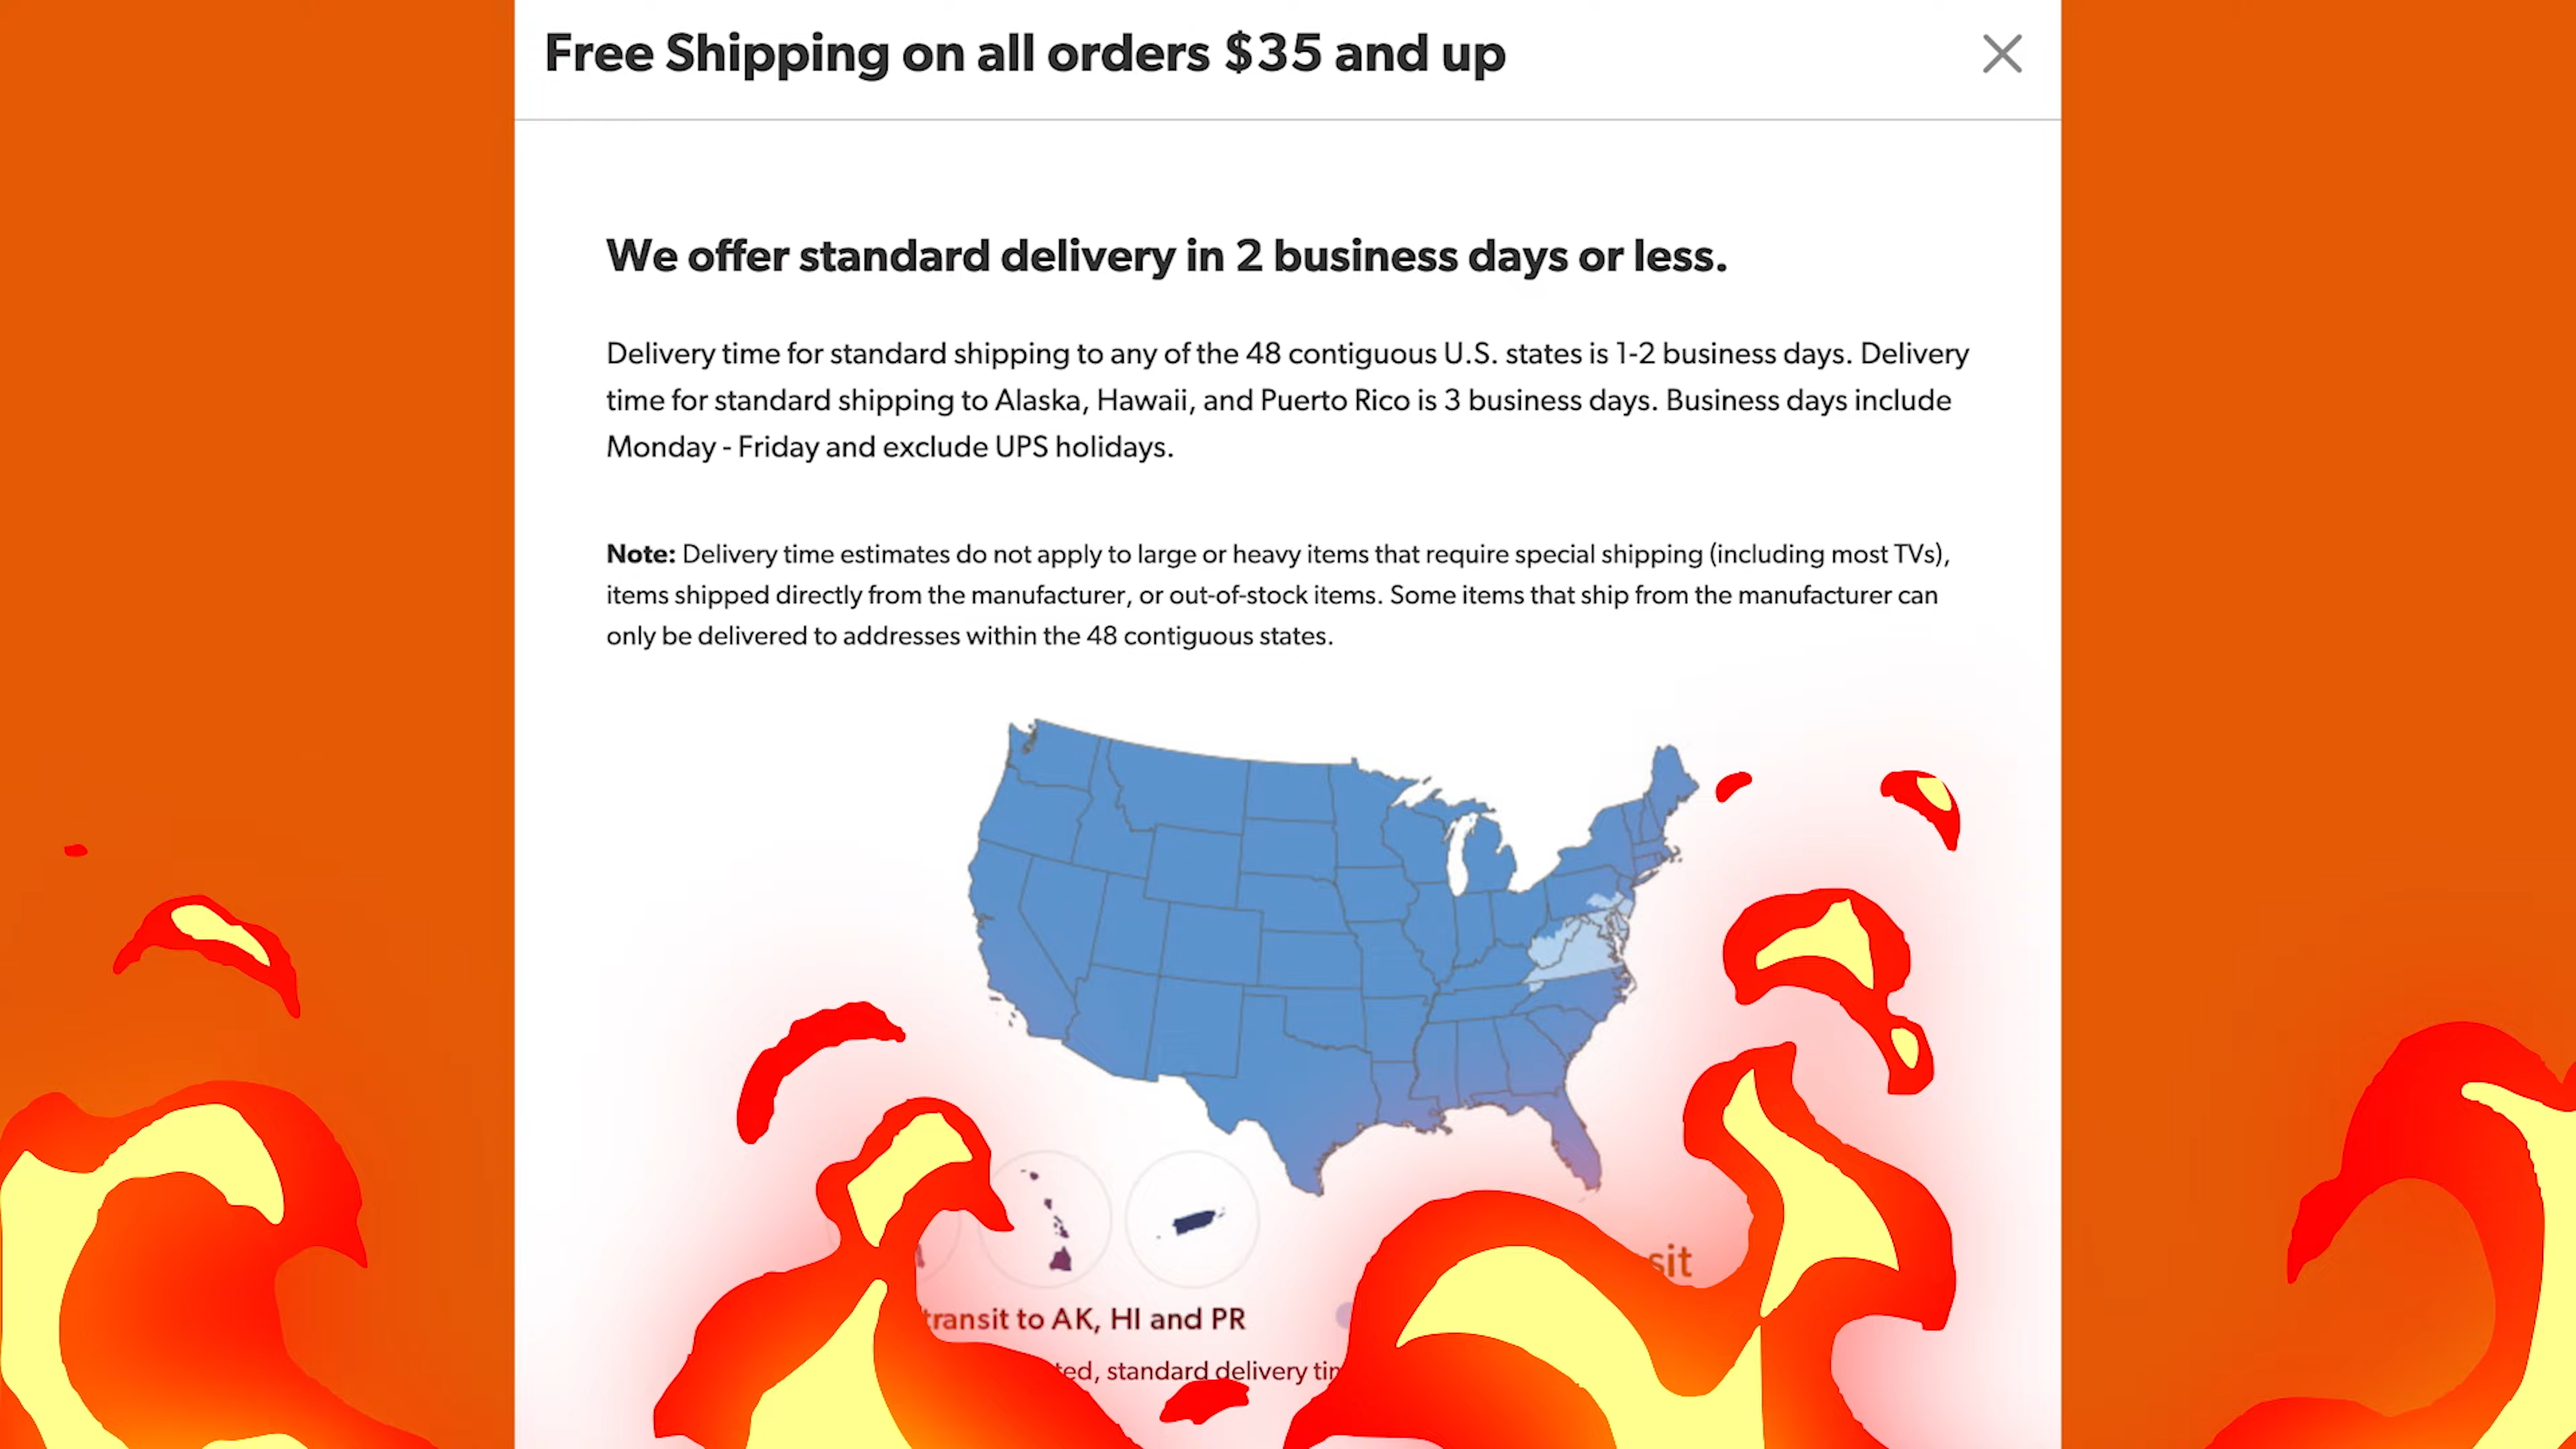 Free Shipping on all orders $35 and up
We offer standard delivery in 2 business days or less.
Delivery time for standard shipping to any of the 48 contiguous U.S. states is 1-2 business days. Delivery
time for standard shipping to Alaska, Hawaii, and Puerto Rico is 3 business days. Business days include
Monday - Friday and exclude UPS holidays.
Note: Delivery time estimates do not apply to large or heavy items that require special shipping (including most TVs),
items shipped directly from the manufacturer, or out-of-stock items. Some items that ship from the manufacturer can
only be delivered to addresses within the 48 contiguous states.
transit to AK, HI and PR
standard delivery